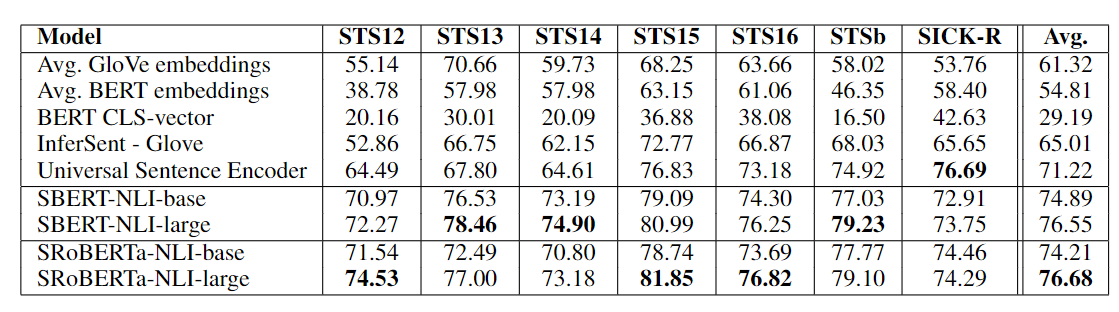 Model STS12 STS13 STS14 STS15 STS16 STSb SICK-R Avg.
Avg. GloVe embeddings 55.14 70.66 59.73 68.25 63.66 58.02 53.76 61.32
Avg. BERT embeddings 38.78 57.98 57.98 63.15 61.06 46.35 58.40 54.81
BERT CLS-vector 20.16 30.01 20.09 36.88 38.08 16.50 42.63 29.19
InferSent - Glove 52.86 66.75 62.15 72.77 66.87 68.03 65.65 65.01
Universal Sentence Encoder 64.49 67.80 64.61 76.83 73.18 74.92 76.69 71.22
SBERT-NLI-base 70.97 76.53 73.19 79.09 74.30 77.03 72.91 74.89
SBERT-NLI-large 72.27 78.46 74.90 80.99 76.25 79.23 73.75 76.55
SRoBERTa-NLI-base 71.54 72.49 70.80 78.74 73.69 77.77 74.46 74.21
SRoBERTa-NLI-large 74.53 77.00 73.18 81.85 76.82 79.10 74.29 76.68